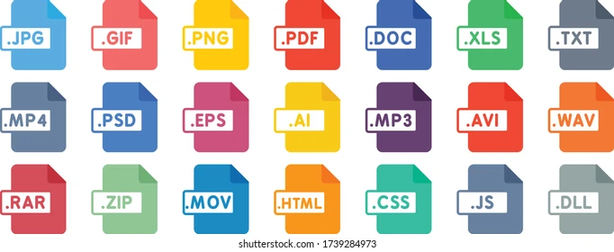 .JPG .GIF .PNG .PDF .DOC .XLS .TXT
.MP4 .PSD .EPS .AI .MP3 .AVI .WAV
.RAR .ZIP .MOV .HTML .CSS .JS .DLL
shutterstock.com · 1739284973